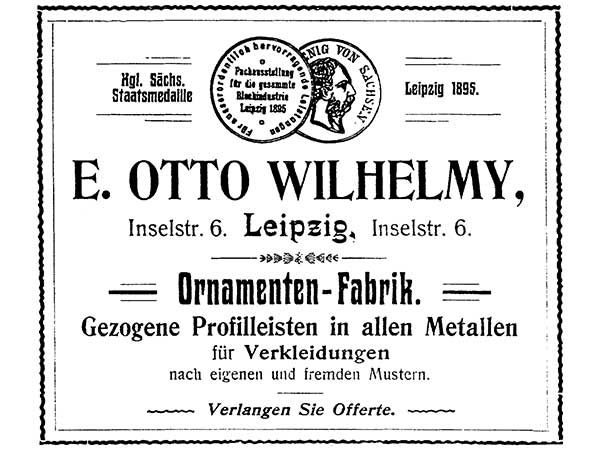 Kgl. Sächs.
Staatsmedaille
Für ausserordentlich hervorragende Leistungen
Fachausstellung
für die gesammte
Blechindustrie
Leipzig 1895
KÖNIG VON SACHSEN
Leipzig 1895.
E. OTTO WILHELMY,
Inselstr. 6. Leipzig, Inselstr. 6.
Ornamenten-Fabrik.
Gezogene Profilleisten in allen Metallen
für Verkleidungen
nach eigenen und fremden Mustern.
Verlangen Sie Offerte.